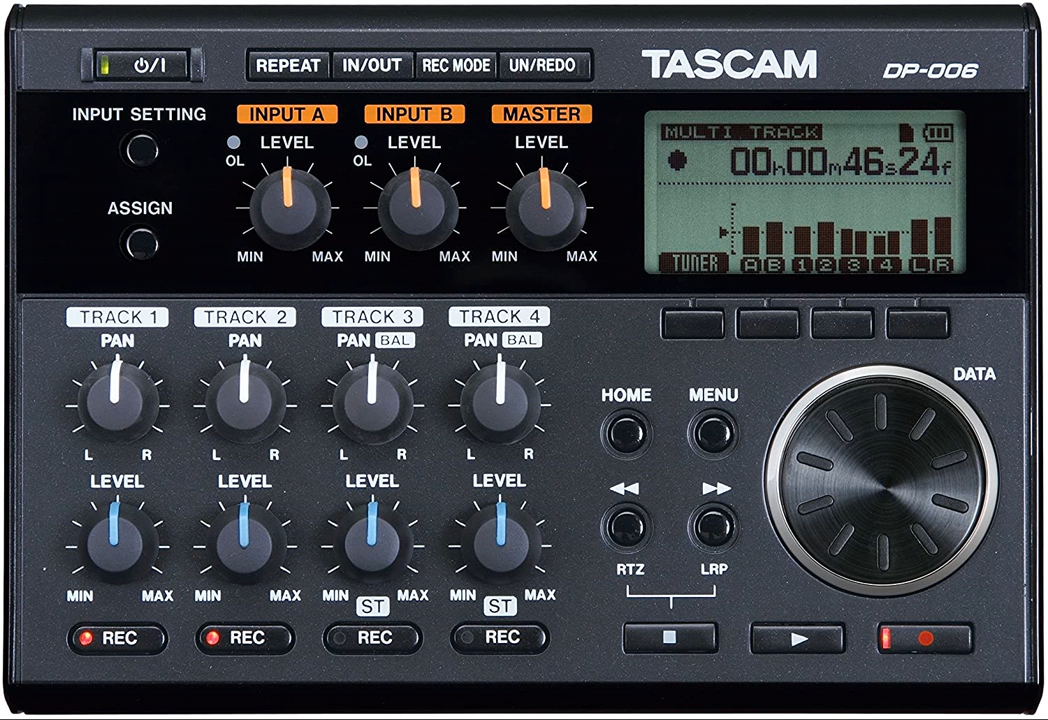 ⏻/I REPEAT IN/OUT REC MODE UN/REDO TASCAM DP-006
INPUT SETTING INPUT A INPUT B MASTER
OL LEVEL OL LEVEL LEVEL
MULTI TRACK
00h00m46s24f
ASSIGN
MIN MAX MIN MAX MIN MAX
TUNER A B 1 2 3 4 L R
TRACK 1 TRACK 2 TRACK 3 TRACK 4
PAN PAN PAN BAL PAN BAL
DATA
HOME MENU
L R L R L R L R
LEVEL LEVEL LEVEL LEVEL
◀◀ ▶▶
RTZ LRP
MIN MAX MIN MAX MIN MAX MIN MAX
ST ST
REC REC REC REC